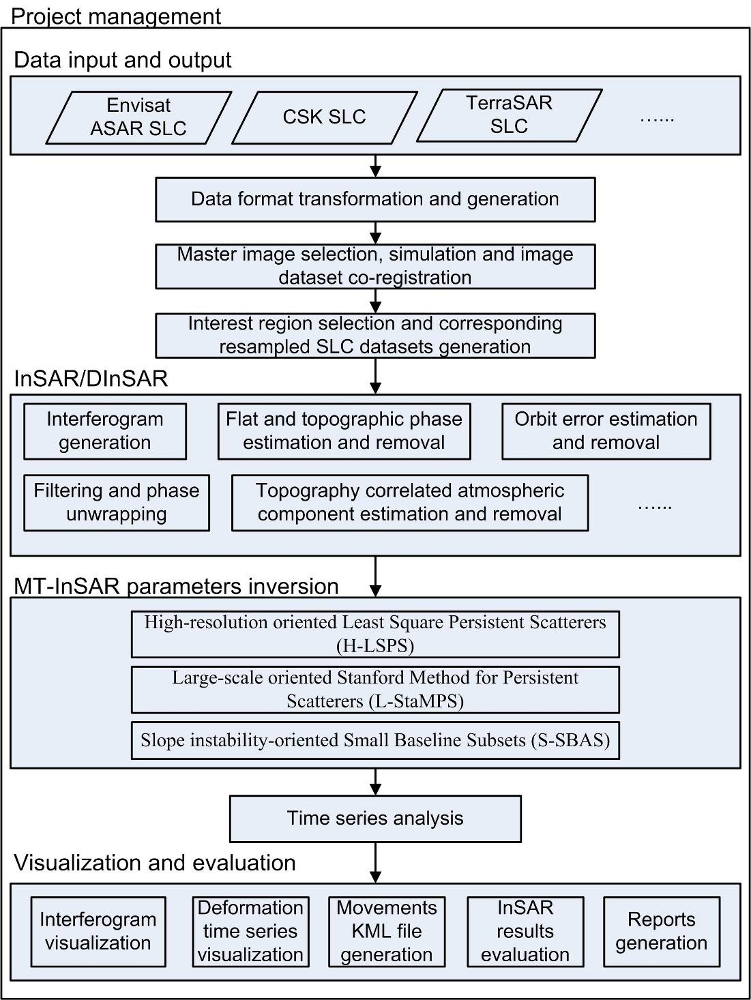 Project management
Data input and output
Envisat
ASAR SLC
CSK SLC
TerraSAR
SLC
…...
Data format transformation and generation
Master image selection, simulation and image
dataset co-registration
Interest region selection and corresponding
resampled SLC datasets generation
InSAR/DInSAR
Interferogram
generation
Flat and topographic phase
estimation and removal
Orbit error estimation
and removal
Filtering and phase
unwrapping
Topography correlated atmospheric
component estimation and removal
…...
MT-InSAR parameters inversion
High-resolution oriented Least Square Persistent Scatterers
(H-LSPS)
Large-scale oriented Stanford Method for Persistent
Scatterers (L-StaMPS)
Slope instability-oriented Small Baseline Subsets (S-SBAS)
Time series analysis
Visualization and evaluation
Interferogram
visualization
Deformation
time series
visualization
Movements
KML file
generation
InSAR
results
evaluation
Reports
generation